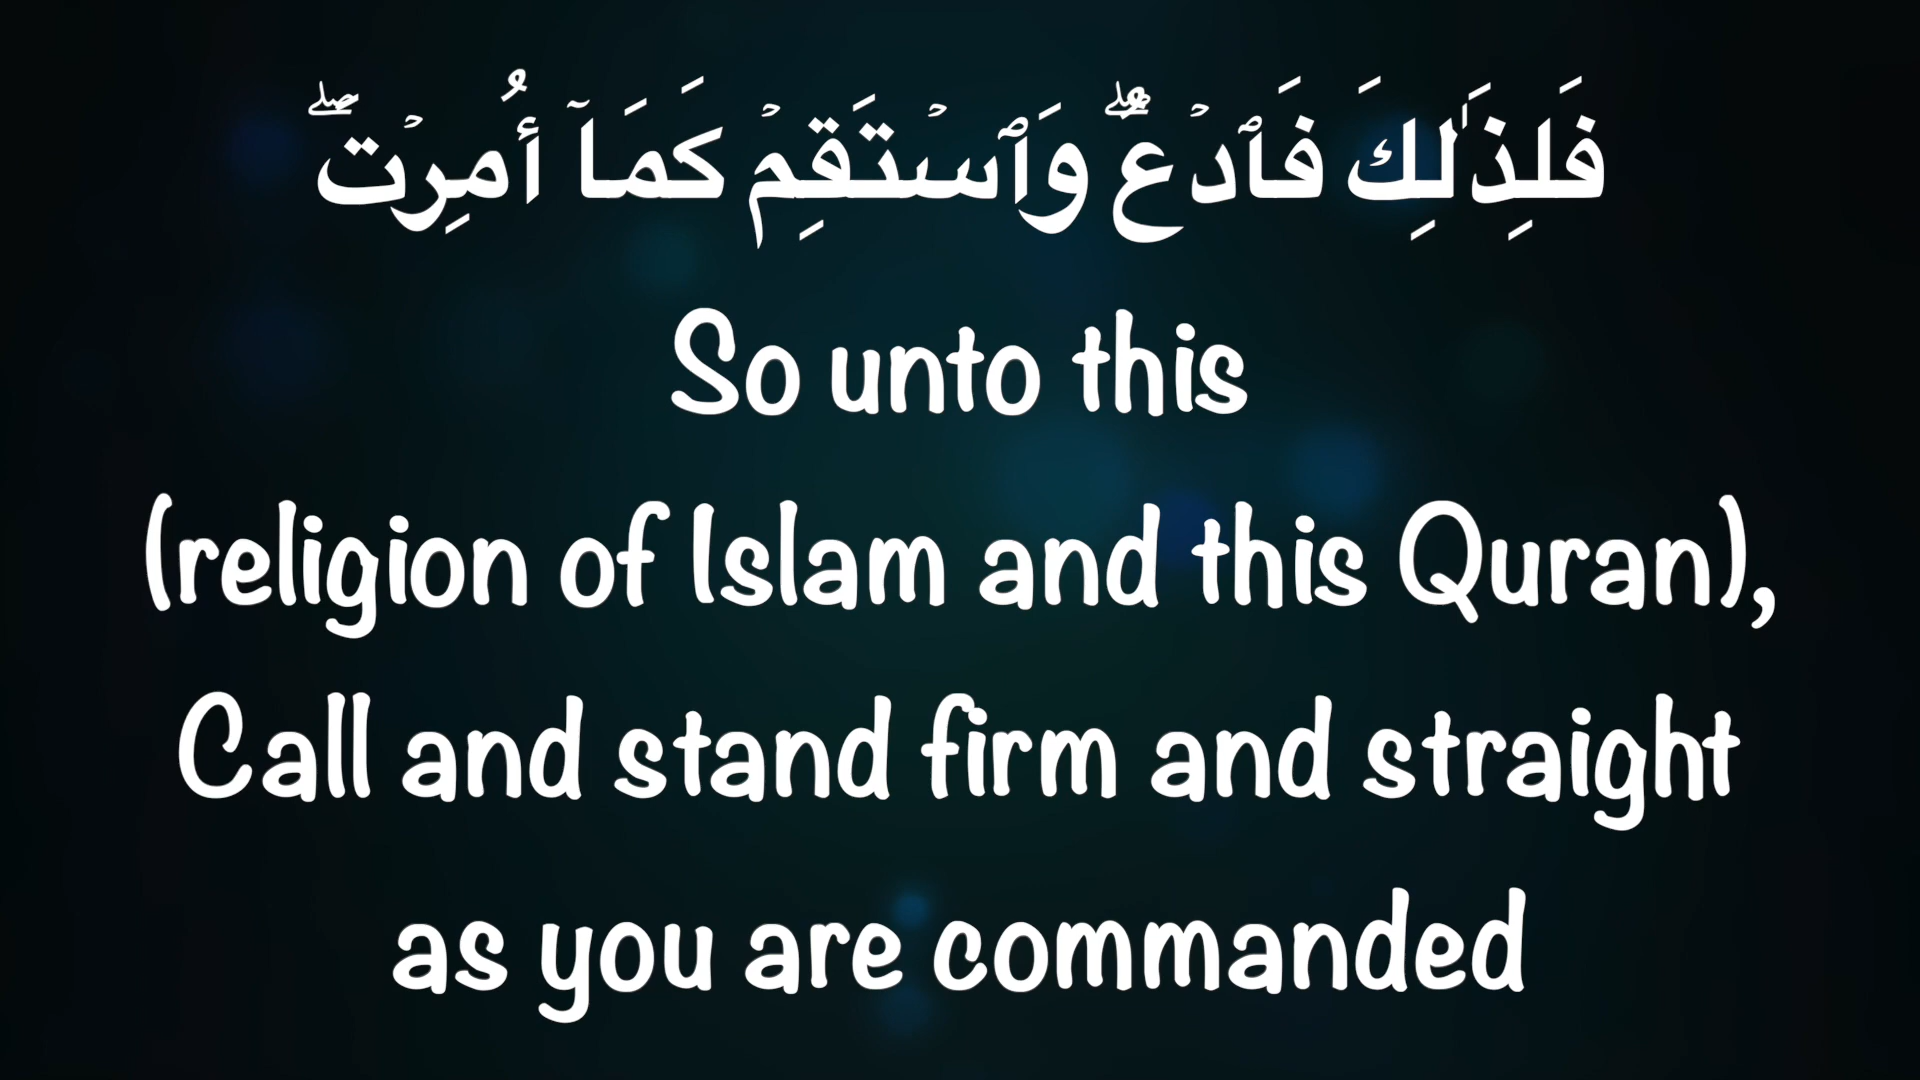 فَلِذَٰلِكَ فَٱدۡعُۖ وَٱسۡتَقِمۡ كَمَآ أُمِرۡتَۖ
So unto this
(religion of Islam and this Quran),
Call and stand firm and straight
as you are commanded